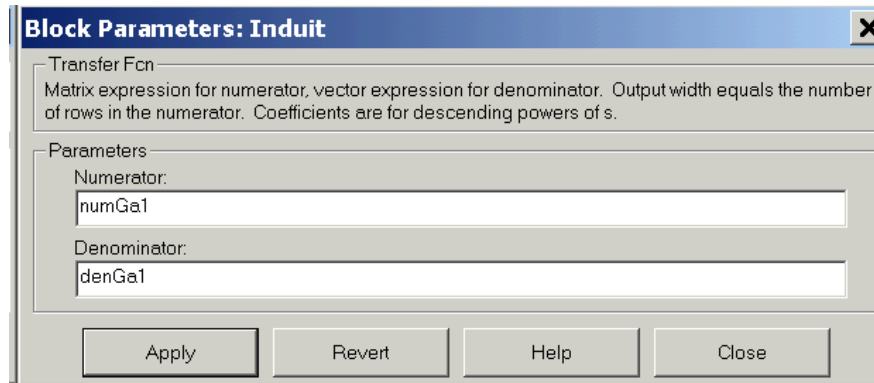 Block Parameters: Induit
Transfer Fcn
Matrix expression for numerator, vector expression for denominator. Output width equals the number
of rows in the numerator. Coefficients are for descending powers of s.
Parameters
Numerator:
numGa1
Denominator:
denGa1
Apply Revert Help Close